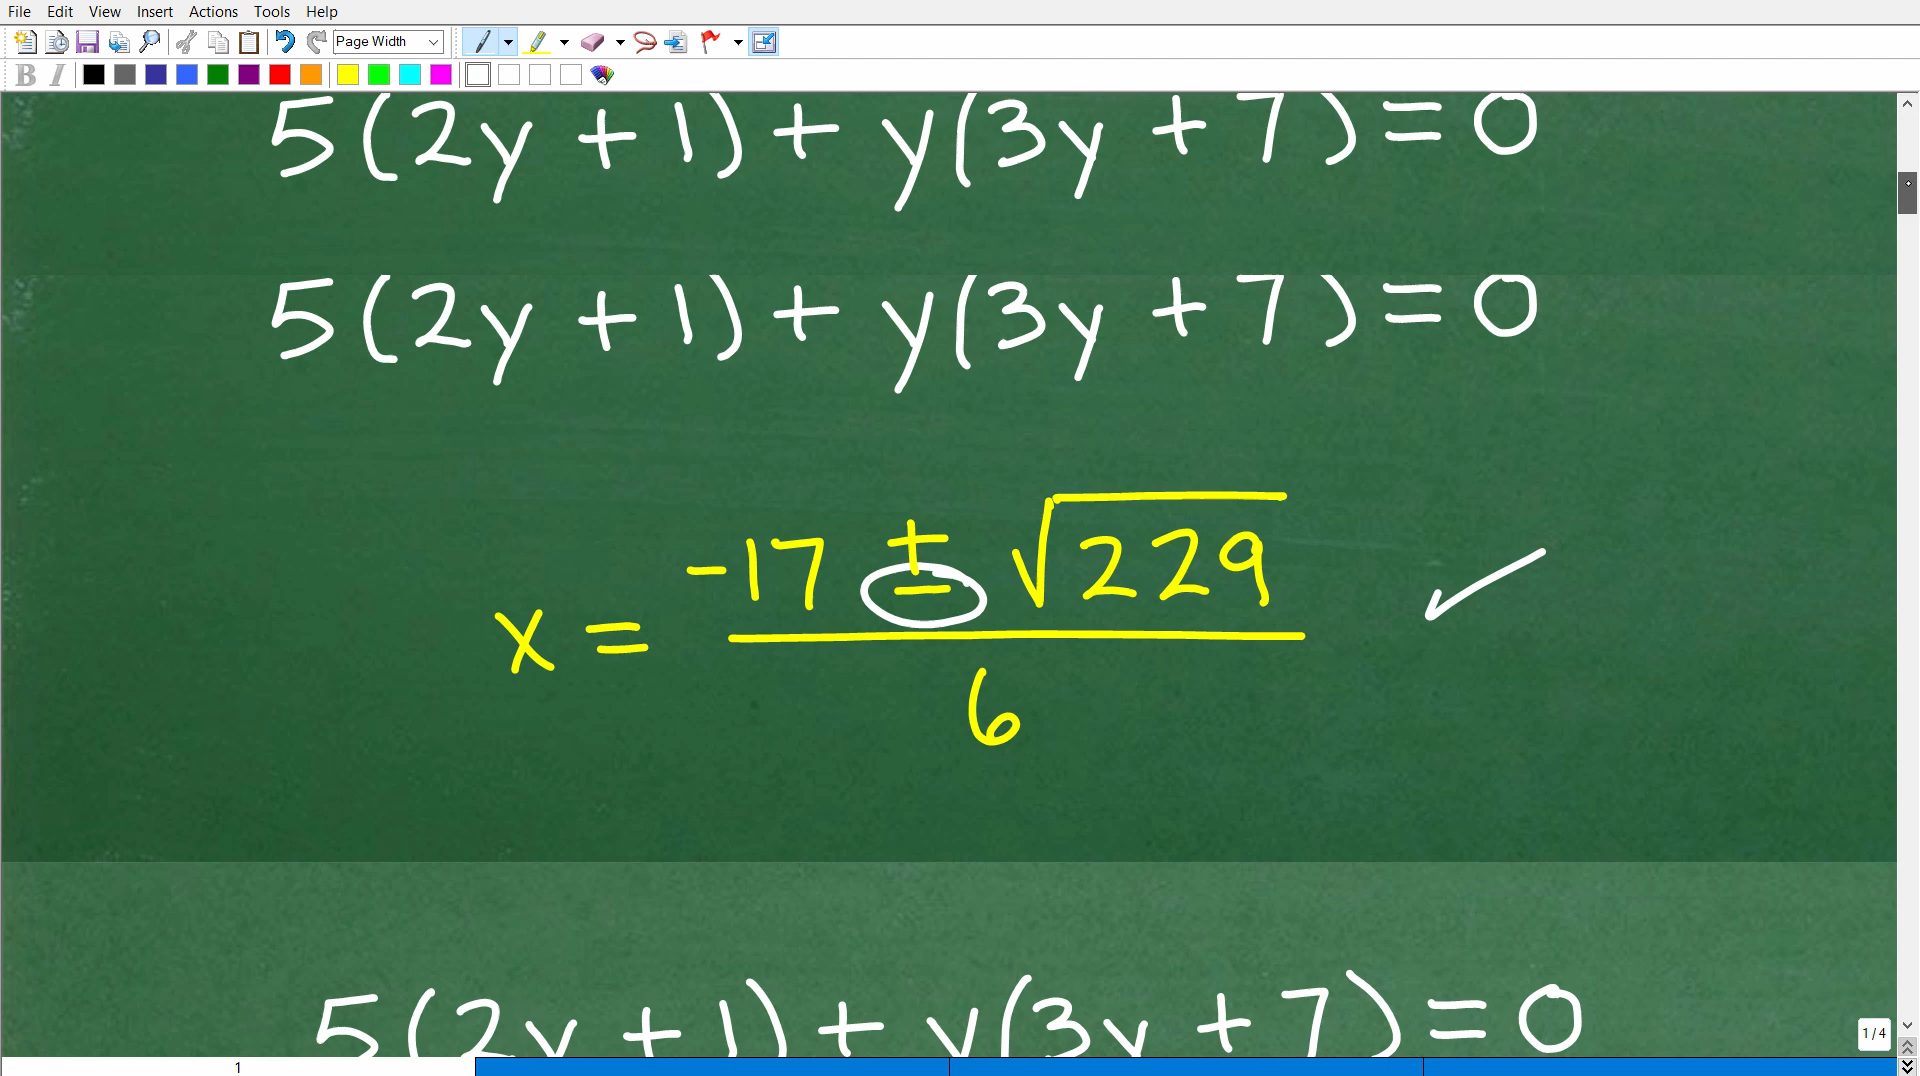 File Edit View Insert Actions Tools Help
Page Width
B I
5(2y + 1) + y(3y + 7) = 0
5(2y + 1) + y(3y + 7) = 0
x = -17 ± √229
6
5(2y + 1) + y(3y + 7) = 0
1 / 4
1